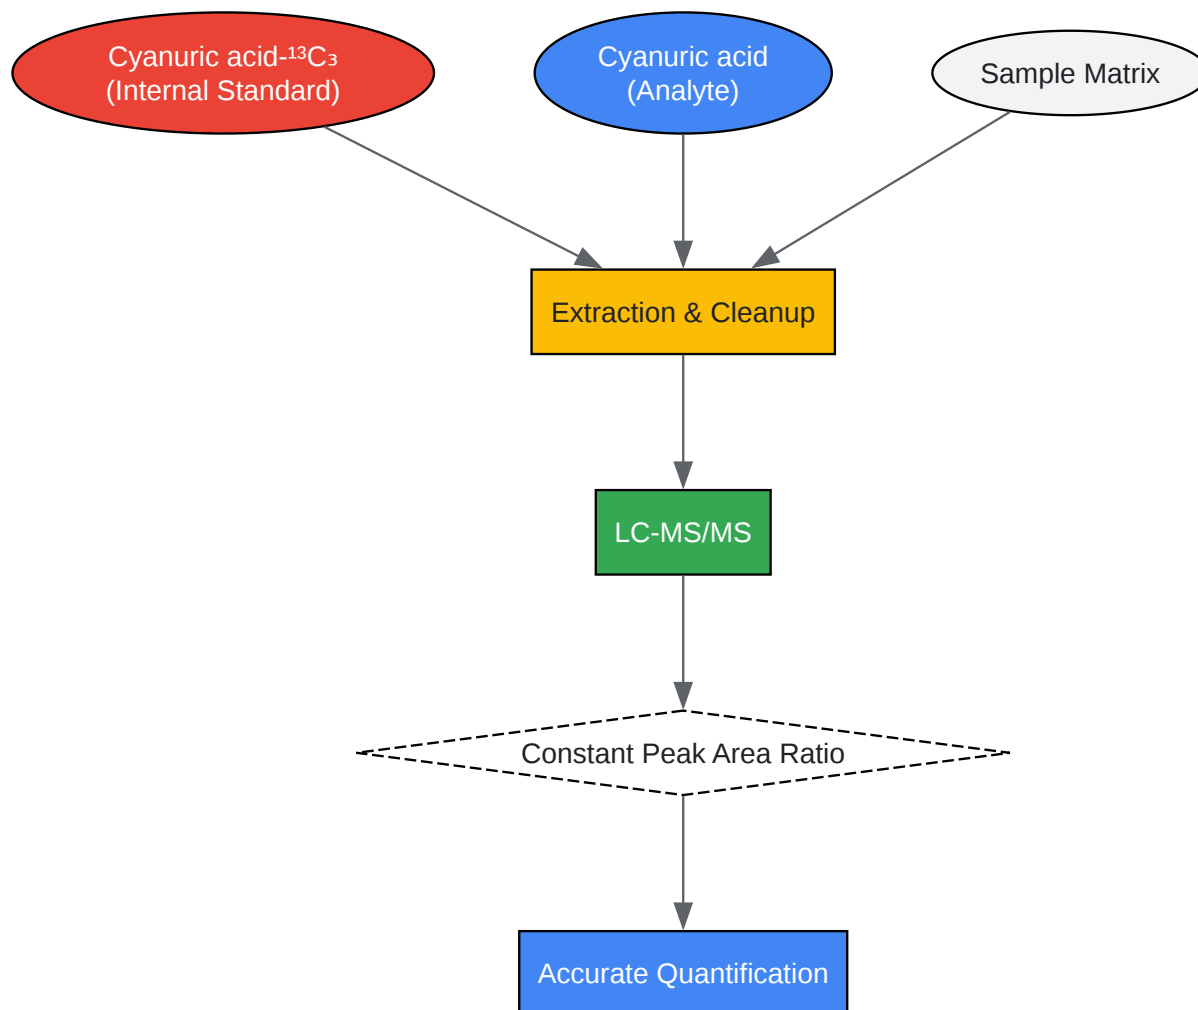 Cyanuric acid-¹³C₃
(Internal Standard)
Cyanuric acid
(Analyte)
Sample Matrix
Extraction & Cleanup
LC-MS/MS
Constant Peak Area Ratio
Accurate Quantification